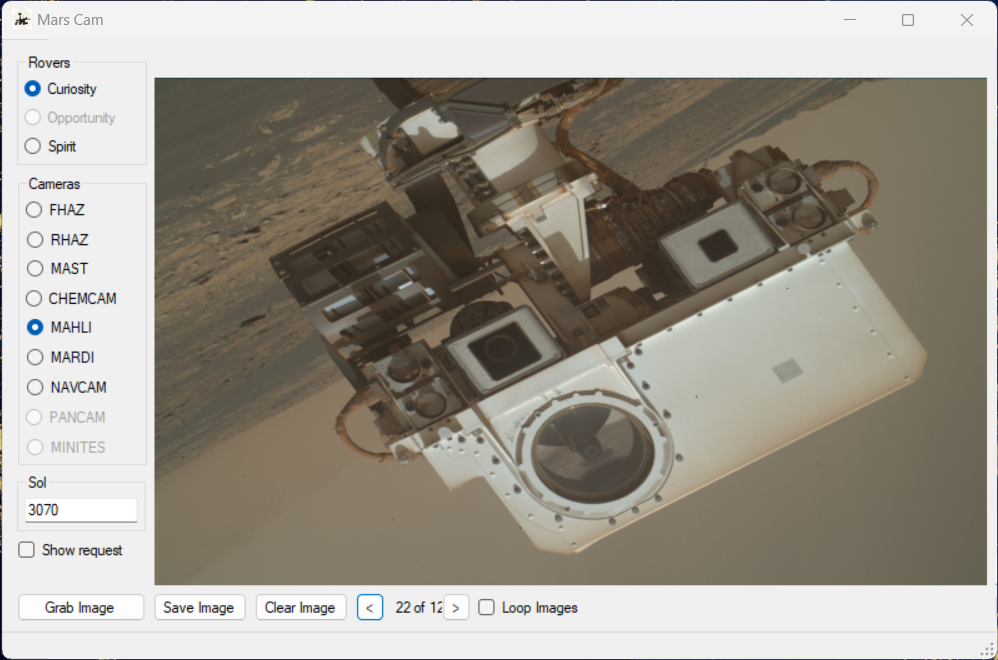 Mars Cam
Rovers
Curiosity
Opportunity
Spirit
Cameras
FHAZ
RHAZ
MAST
CHEMCAM
MAHLI
MARDI
NAVCAM
PANCAM
MINITES
Sol
3070
Show request
Grab Image Save Image Clear Image < 22 of 12 > Loop Images